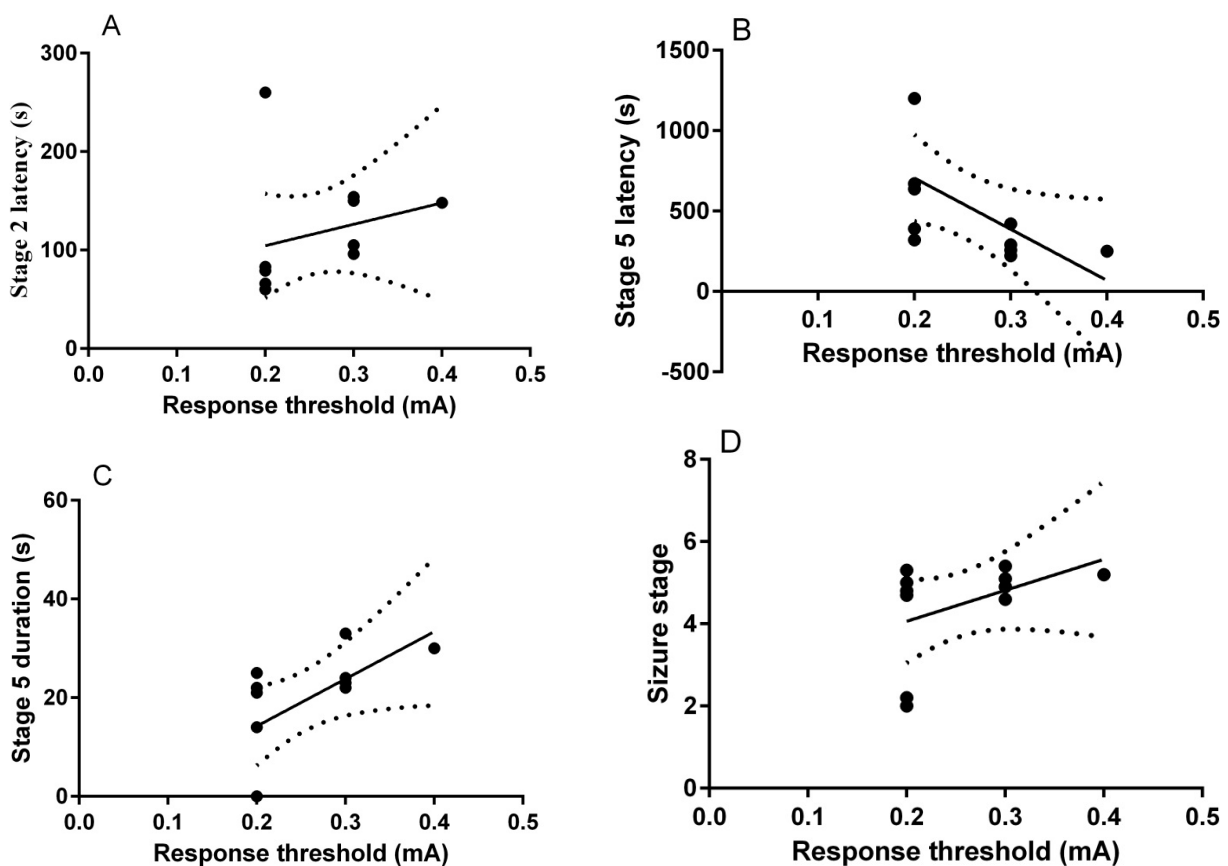 A
Stage 2 latency (s)
300
200
100
0
0.0 0.1 0.2 0.3 0.4 0.5
Response threshold (mA)
B
Stage 5 latency (s)
1500
1000
500
0
-500
0.1 0.2 0.3 0.4 0.5
Response threshold (mA)
C
Stage 5 duration (s)
60
40
20
0
0.0 0.1 0.2 0.3 0.4 0.5
Response threshold (mA)
D
Sizure stage
8
6
4
2
0
0.0 0.1 0.2 0.3 0.4 0.5
Response threshold (mA)